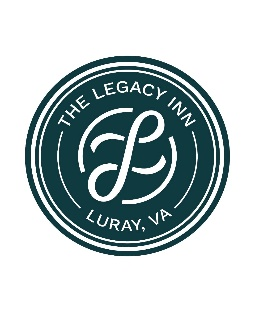 THE LEGACY INN
L
LURAY, VA